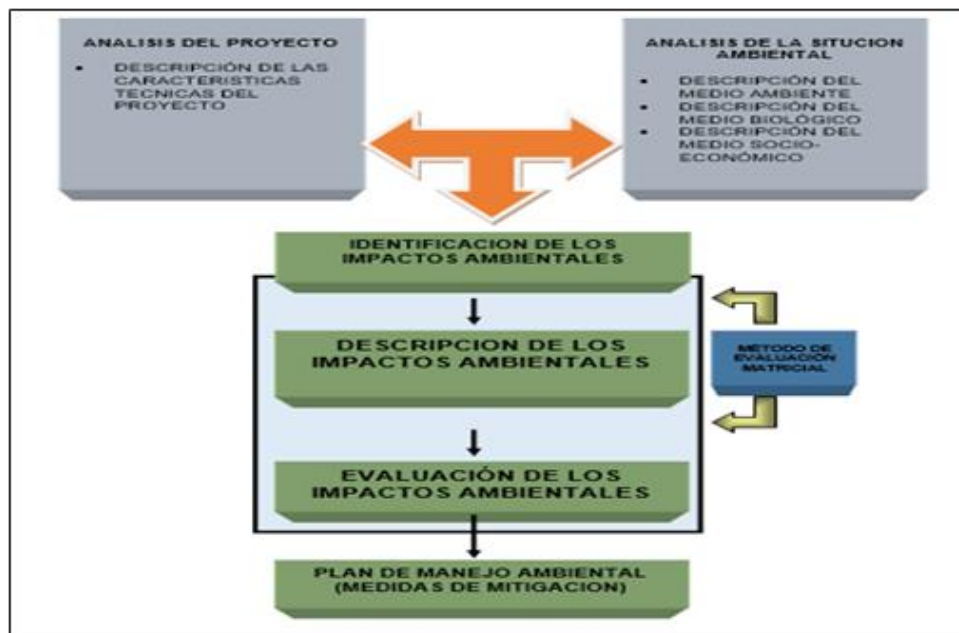 ANALISIS DEL PROYECTO
• DESCRIPCIÓN DE LAS
CARACTERISTICAS
TECNICAS DEL
PROYECTO
ANALISIS DE LA SITUCION
AMBIENTAL
• DESCRIPCIÓN DEL
MEDIO AMBIENTE
• DESCRIPCIÓN DEL
MEDIO BIOLÓGICO
• DESCRIPCIÓN DEL
MEDIO SOCIO-
ECONÓMICO
IDENTIFICACION DE LOS
IMPACTOS AMBIENTALES
DESCRIPCION DE LOS
IMPACTOS AMBIENTALES
MÉTODO DE
EVALUACIÓN
MATRICIAL
EVALUACIÓN DE LOS
IMPACTOS AMBIENTALES
PLAN DE MANEJO AMBIENTAL
(MEDIDAS DE MITIGACION)